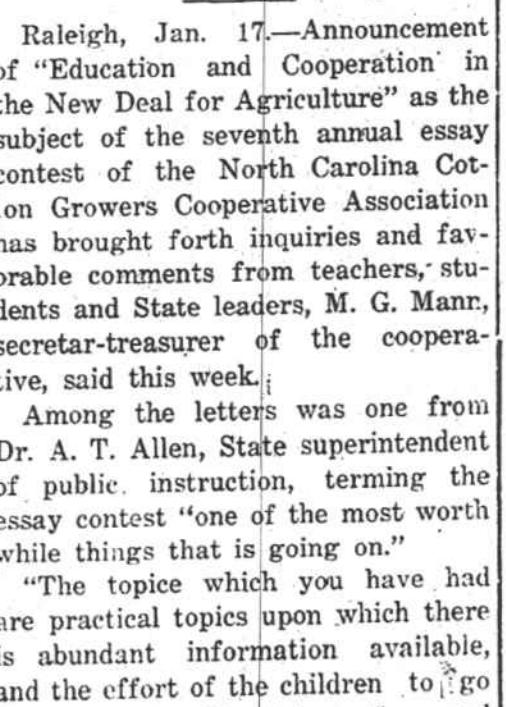 Raleigh, Jan. 17.—Announcement
of "Education and Cooperation in
the New Deal for Agriculture" as the
subject of the seventh annual essay
contest of the North Carolina Cot-
ton Growers Cooperative Association
has brought forth inquiries and fav-
orable comments from teachers, stu-
dents and State leaders, M. G. Mann,
secretar-treasurer of the coopera-
tive, said this week.
Among the letters was one from
Dr. A. T. Allen, State superintendent
of public instruction, terming the
essay contest "one of the most worth
while things that is going on."
"The topice which you have had
are practical topics upon which there
is abundant information available,
and the effort of the children to go